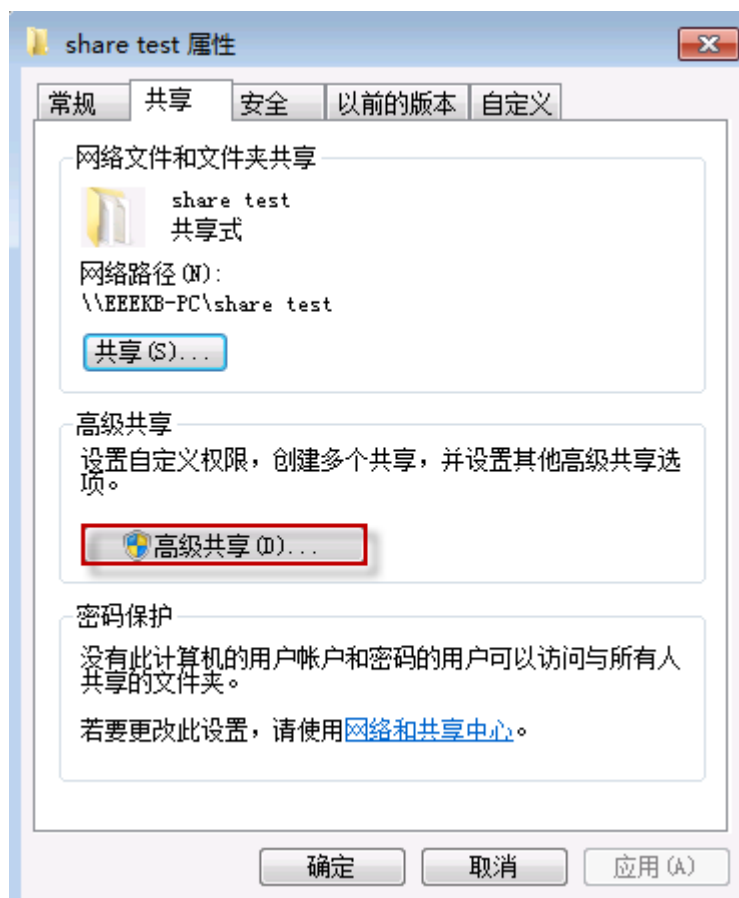 share test 属性
常规 共享 安全 以前的版本 自定义
网络文件和文件夹共享
share test
共享式
网络路径(N):
\\EEEKB-PC\share test
共享(S)...
高级共享
设置自定义权限，创建多个共享，并设置其他高级共享选
项。
高级共享(D)...
密码保护
没有此计算机的用户帐户和密码的用户可以访问与所有人
共享的文件夹。
若要更改此设置，请使用网络和共享中心。
确定 取消 应用(A)